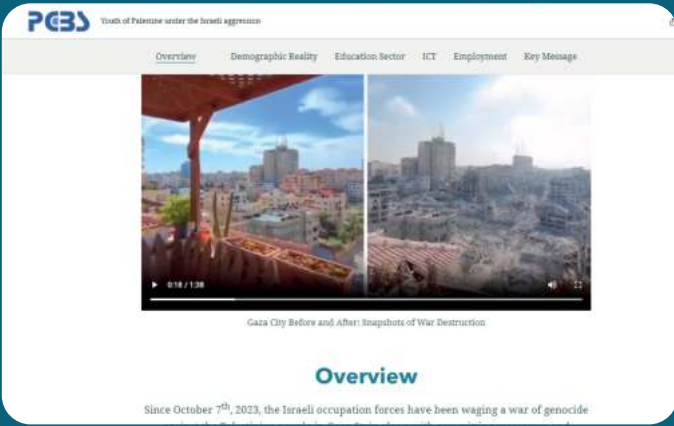 PCBS Youth of Palestine under the Israeli aggression
Overview Demographic Reality Education Sector ICT Employment Key Message
0:18 / 1:38
Gaza City Before and After: Snapshots of War Destruction
Overview
Since October 7th, 2023, the Israeli occupation forces have been waging a war of genocide